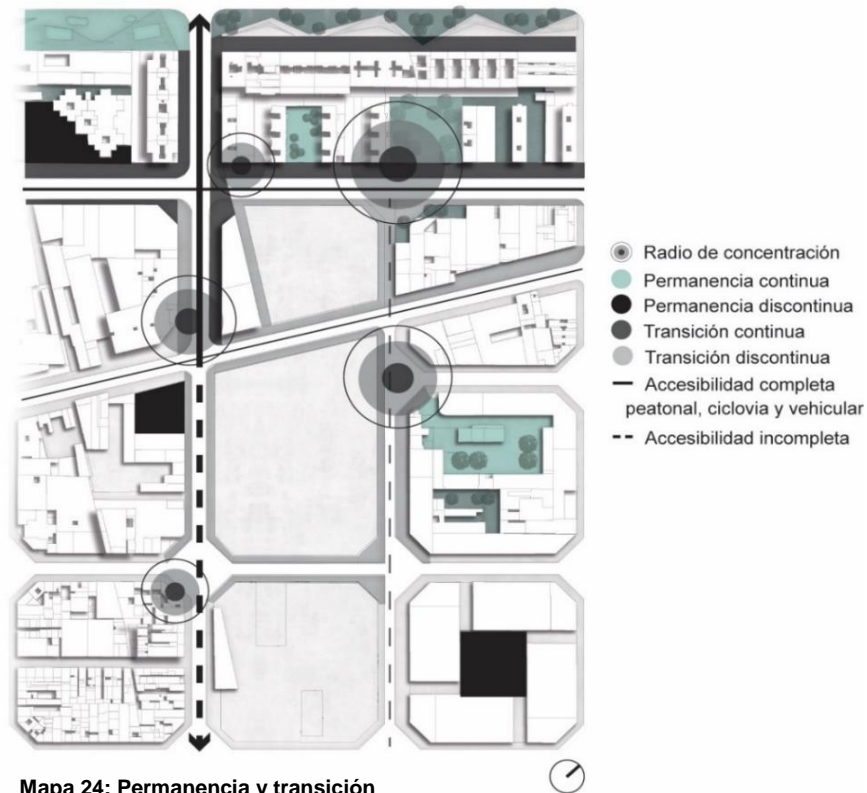 Radio de concentración
Permanencia continua
Permanencia discontinua
Transición continua
Transición discontinua
Accesibilidad completa
peatonal, ciclovia y vehicular
Accesibilidad incompleta
Mapa 24: Permanencia y transición